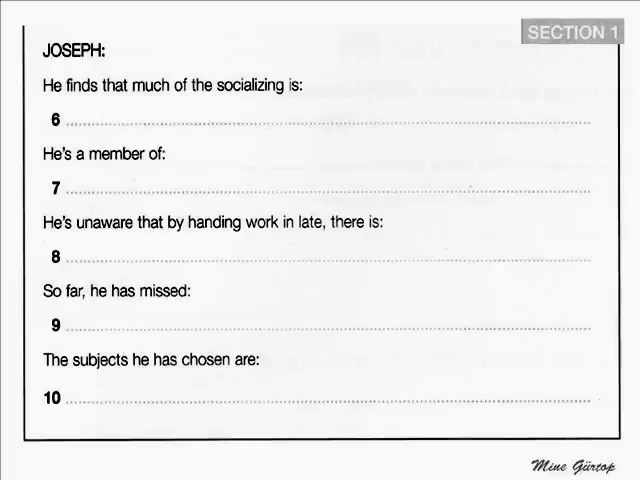 SECTION 1
JOSEPH:
He finds that much of the socializing is:
6
He's a member of:
7
He's unaware that by handing work in late, there is:
8
So far, he has missed:
9
The subjects he has chosen are:
10
Mine Gürtop